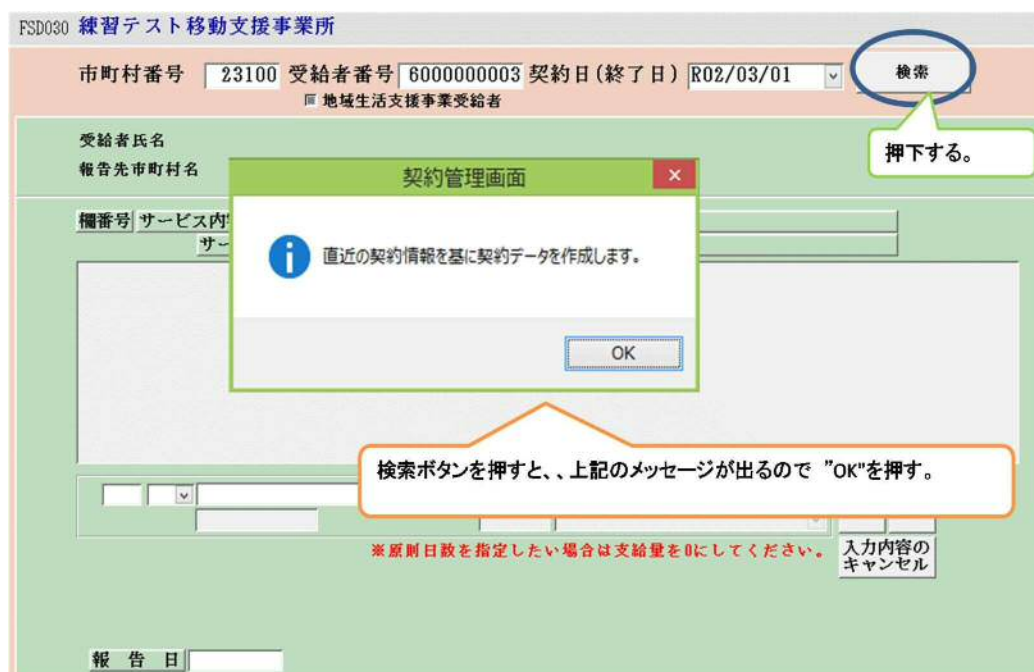 FSD030 練習テスト移動支援事業所
市町村番号 23100 受給者番号 6000000003 契約日(終了日) R02/03/01 検索
地域生活支援事業受給者
押下する。
受給者氏名
報告先市町村名
契約管理画面
欄番号 サービス内
サー
直近の契約情報を基に契約データを作成します。
OK
検索ボタンを押すと、、上記のメッセージが出るので ”OK"を押す。
※原則日数を指定したい場合は支給量を0にしてください。
入力内容の
キャンセル
報 告 日